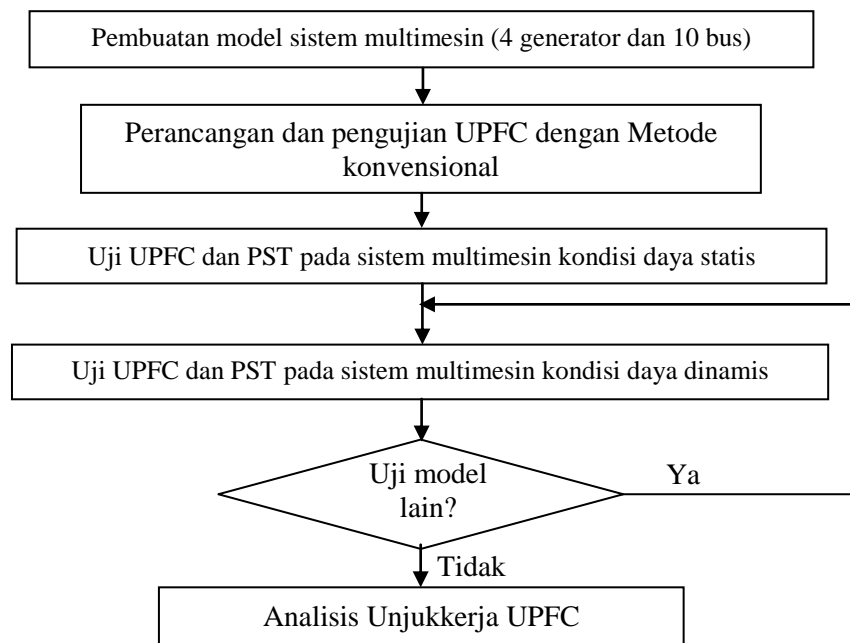 Pembuatan model sistem multimesin (4 generator dan 10 bus)
Perancangan dan pengujian UPFC dengan Metode
konvensional
Uji UPFC dan PST pada sistem multimesin kondisi daya statis
Uji UPFC dan PST pada sistem multimesin kondisi daya dinamis
Uji model
lain?
Ya
Tidak
Analisis Unjukkerja UPFC